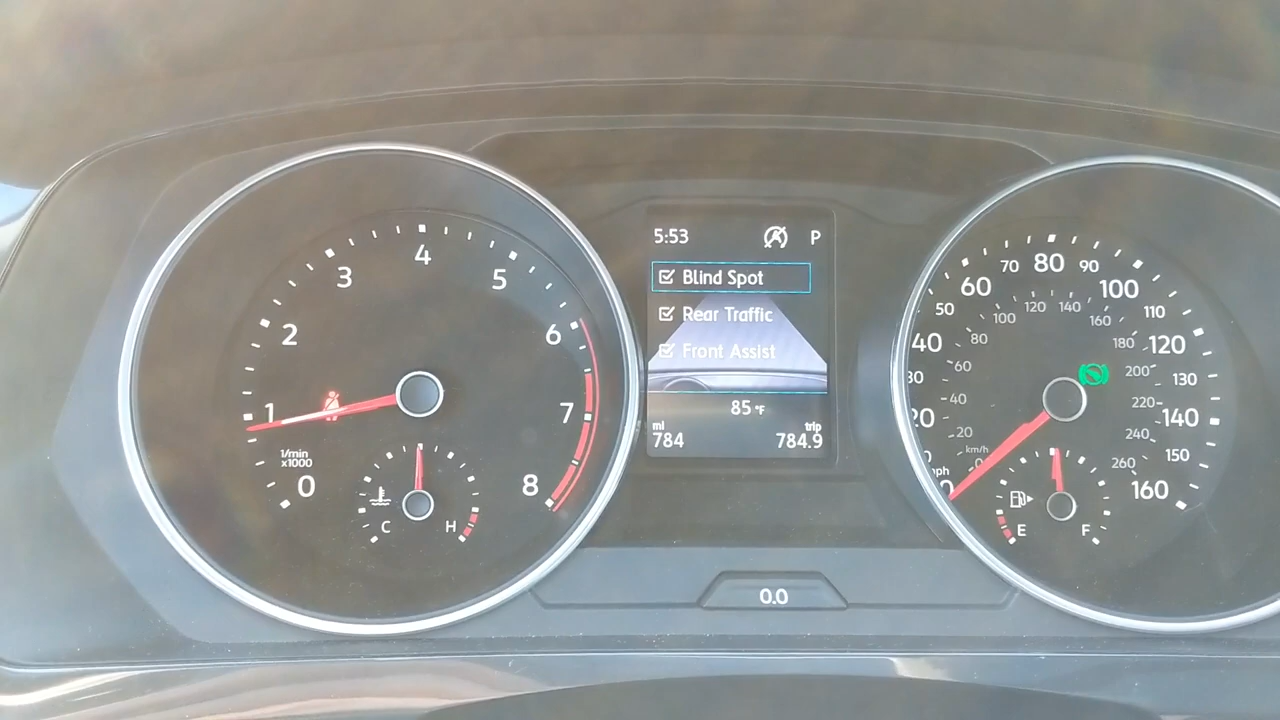 4
3
5
2
6
1
7
1/min
x1000
0
8
C
H
5:53
P
Blind Spot
Rear Traffic
Front Assist
85 °F
mi
trip
784
784.9
0.0
80
70
90
60
100
50
110
40
120
130
20
140
150
160
120
140
100
160
80
180
60
200
40
220
20
240
km/h
260
E
F